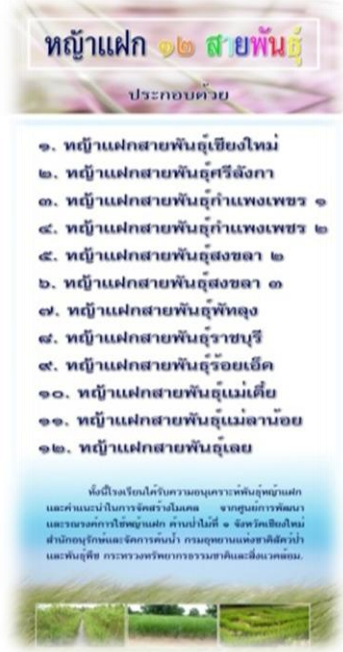 หญ้าแฝก ๑๒ สายพันธุ์
ประกอบด้วย
๑. หญ้าแฝกสายพันธุ์เชียงใหม่
๒. หญ้าแฝกสายพันธุ์ศรีลังกา
๓. หญ้าแฝกสายพันธุ์กำแพงเพชร ๑
๔. หญ้าแฝกสายพันธุ์กำแพงเพชร ๒
๕. หญ้าแฝกสายพันธุ์สงขลา ๒
๖. หญ้าแฝกสายพันธุ์สงขลา ๓
๗. หญ้าแฝกสายพันธุ์พัทลุง
๘. หญ้าแฝกสายพันธุ์ราชบุรี
๙. หญ้าแฝกสายพันธุ์ร้อยเอ็ด
๑๐. หญ้าแฝกสายพันธุ์แม่เตี้ย
๑๑. หญ้าแฝกสายพันธุ์แม่ลาน้อย
๑๒. หญ้าแฝกสายพันธุ์เลย
ทั้งนี้โรงเรียนได้รับความอนุเคราะห์พันธุ์หญ้าแฝก
และคำแนะนำในการจัดสร้างโมเดล จากศูนย์การพัฒนา
และรณรงค์การใช้หญ้าแฝก ด้านป่าไม้ที่ ๑ จังหวัดเชียงใหม่
สำนักอนุรักษ์และจัดการต้นน้ำ กรมอุทยานแห่งชาติสัตว์ป่า
และพันธุ์พืช กระทรวงทรัพยากรธรรมชาติและสิ่งแวดล้อม.